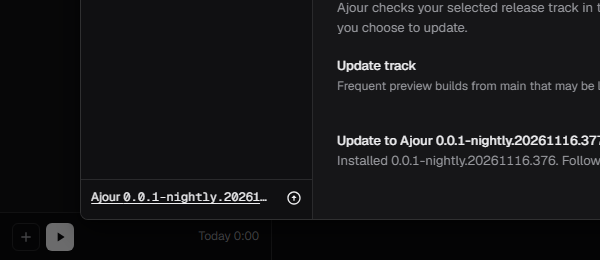 Ajour checks your selected release track in t
you choose to update.
Update track
Frequent preview builds from main that may be l
Update to Ajour 0.0.1-nightly.20261116.377
Installed 0.0.1-nightly.20261116.376. Follow
Ajour 0.0.1-nightly.20261…
Today 0:00